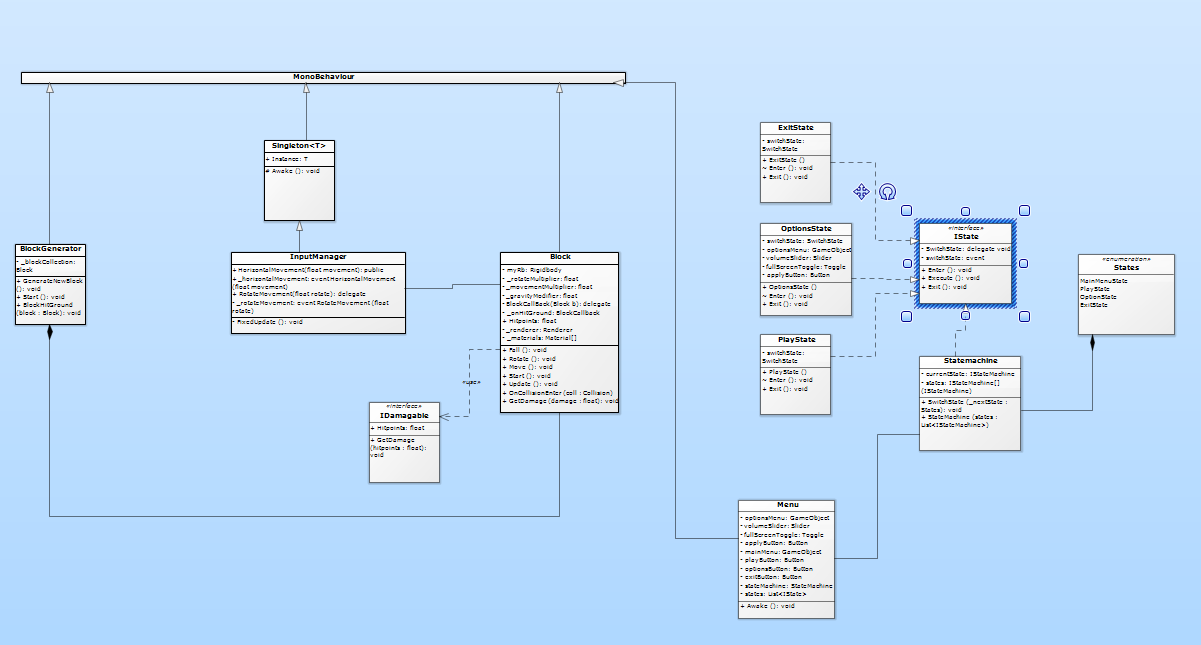 MonoBehaviour
Singleton<T>
+ Instance: T
# Awake (): void
BlockGenerator
- _blockCollection:
Block
+ GenerateNewBlock
(): void
+ Start (): void
+ BlockHitGround
(block : Block): void
InputManager
+ HorizontalMovement(float movement): public
- _horizontalMovement: event HorizontalMovement
(float movement)
+ RotateMovement(float rotate): delegate
- _rotateMovement: event RotateMovement (float
rotate)
- FixedUpdate (): void
Block
- myRb: Rigidbody
- _rotateMultiplier: float
- _movementMultiplier: float
- _gravityModifier: float
- BlockCallBack(Block b): delegate
- _onHitGround: BlockCallback
+ Hitpoints: float
- _renderer: Renderer
- _materials: Material[]
+ Fall (): void
+ Rotate (): void
+ Move (): void
+ Start (): void
+ Update (): void
+ OnCollisionEnter (coll : Collision)
+ GetDamage (damage : float): void
«use»
«interface»
IDamagable
+ Hitpoints: float
+ GetDamage
(hitpoints : float):
void
ExitState
- switchState:
SwitchState
+ ExitState ()
~ Enter (): void
+ Exit (): void
OptionsState
- switchState: SwitchState
- optionsMenu: GameObject
- volumeSlider: Slider
- fullScreenToggle: Toggle
- applyButton: Button
+ OptionsState ()
~ Enter (): void
+ Exit (): void
PlayState
- switchState:
SwitchState
+ PlayState ()
~ Enter (): void
+ Exit (): void
«interface»
IState
- SwitchState: delegate void
- switchState: event
+ Enter (): void
+ Execute (): void
+ Exit (): void
«enumeration»
States
MainMenuState
PlayState
OptionState
ExitState
Statemachine
- currentState: IStateMachine
- states: IStateMachine[]
(IStateMachine)
+ SwitchState (_nextState :
States): void
+ StateMachine (states :
List<IStateMachine>)
Menu
- optionsMenu: GameObject
- volumeSlider: Slider
- fullScreenToggle: Toggle
- applyButton: Button
- mainMenu: GameObject
- playButton: Button
- optionsButton: Button
- exitButton: Button
- stateMachine: StateMachine
- states: List<IState>
+ Awake (): void